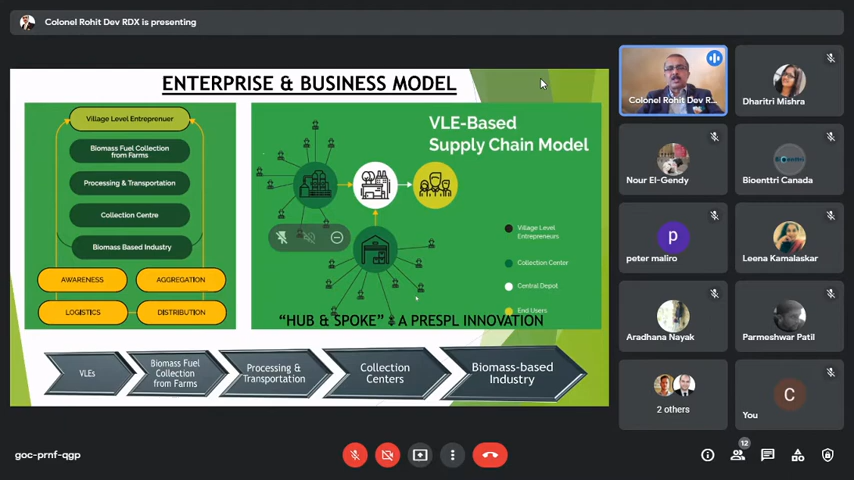 Colonel Rohit Dev RDX is presenting
ENTERPRISE & BUSINESS MODEL
Village Level Entreprenuer
Biomass Fuel Collection
from Farms
Processing & Transportation
Collection Centre
Biomass Based Industry
AWARENESS
AGGREGATION
LOGISTICS
DISTRIBUTION
VLE-Based
Supply Chain Model
Village Level
Entrepreneurs
Collection Center
Central Depot
End Users
"HUB & SPOKE" - A PRESPL INNOVATION
VLEs
Biomass Fuel
Collection
from Farms
Processing &
Transportation
Collection
Centers
Biomass-based
Industry
Colonel Rohit Dev R...
Dharitri Mishra
Nour El-Gendy
Bioenttri Canada
peter maliro
Leena Kamalaskar
Aradhana Nayak
Parmeshwar Patil
2 others
You
p
C
goc-prnf-qgp
12